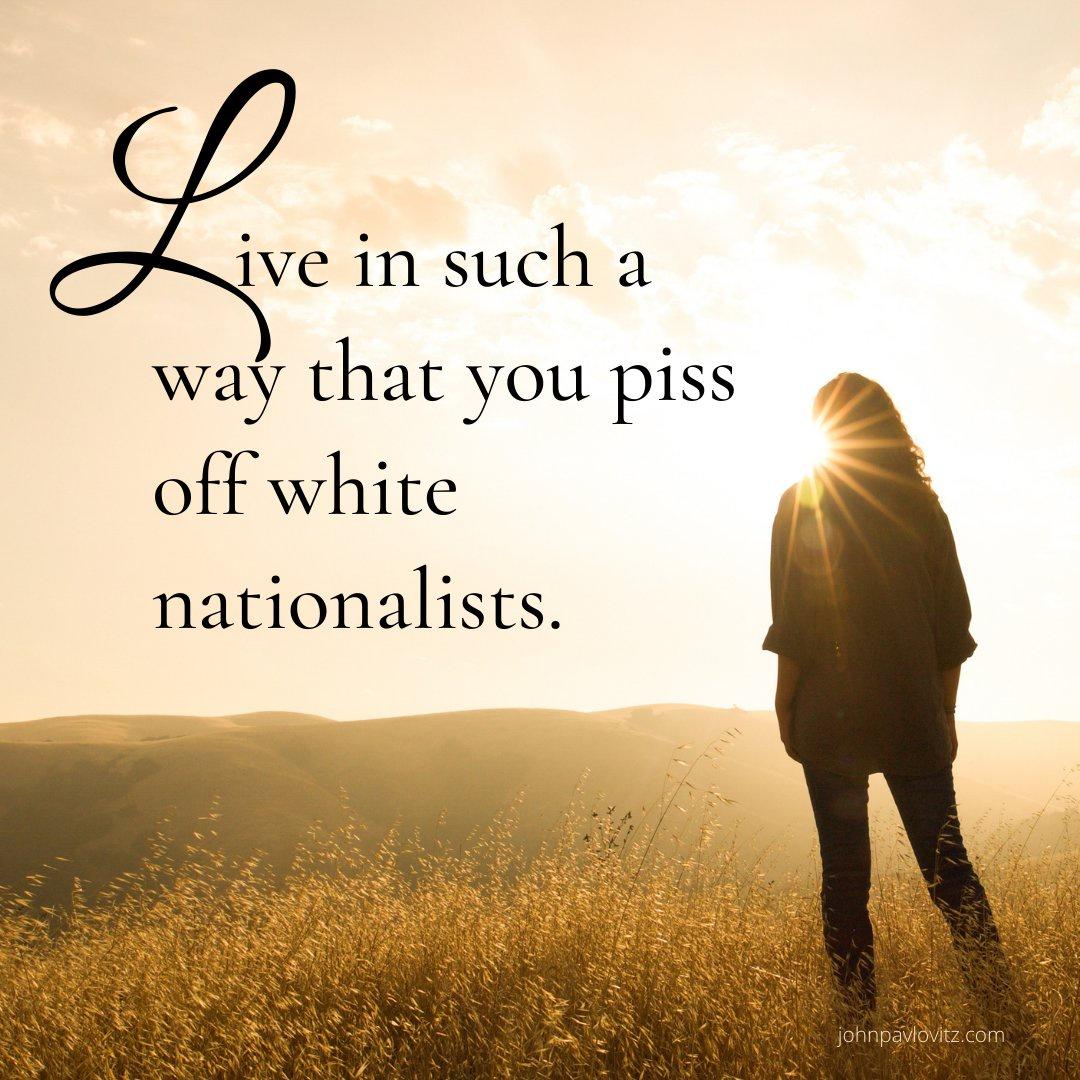 Live in such a
way that you piss
off white
nationalists.
johnpavlovitz.com